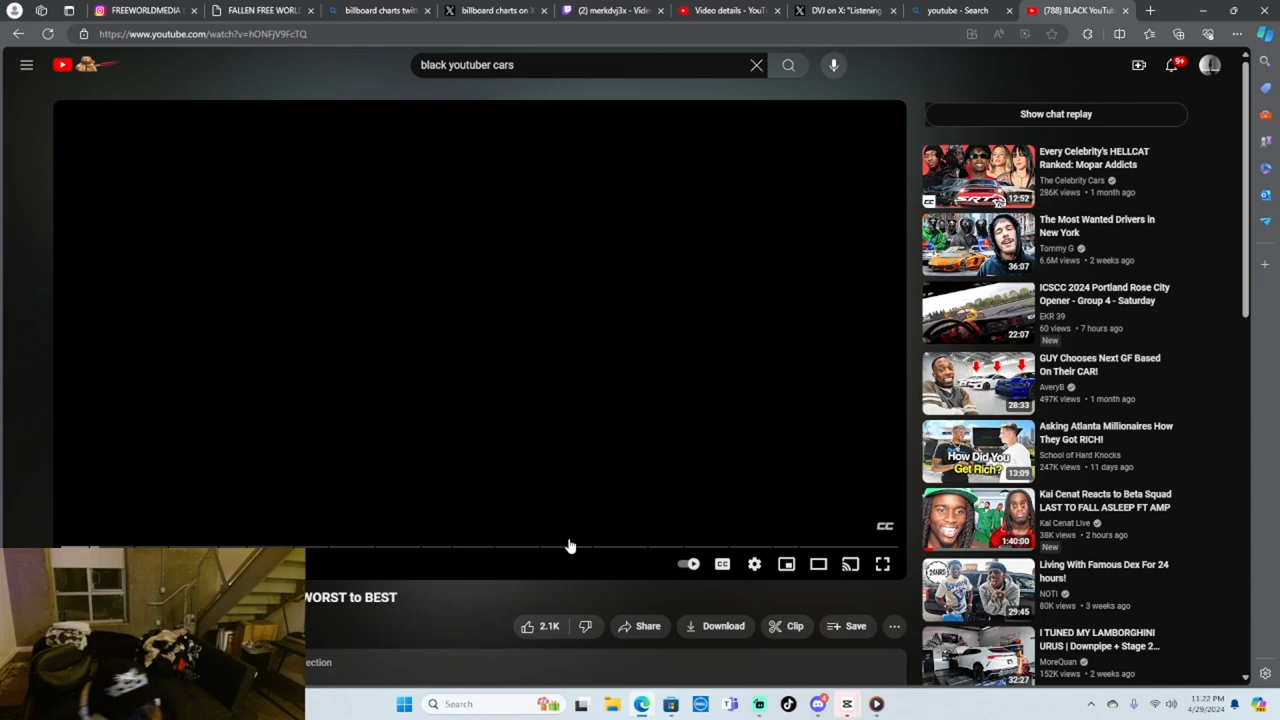 FREEWORLDMEDIA (
FALLEN FREE WORL
billboard charts twitt
billboard charts on X
(2) merkdvj3x - Vide
Video details - YouTu
DVJ on X: "Listening
youtube - Search
(788) BLACK YouTub
https://www.youtube.com/watch?v=hONFjV9FcTQ
black youtuber cars
9+
Show chat replay
Every Celebrity's HELLCAT
Ranked: Mopar Addicts
The Celebrity Cars
286K views • 1 month ago
12:52
The Most Wanted Drivers in
New York
Tommy G
6.6M views • 2 weeks ago
36:07
ICSCC 2024 Portland Rose City
Opener - Group 4 - Saturday
EKR 39
60 views • 7 hours ago
New
22:07
GUY Chooses Next GF Based
On Their CAR!
AveryB
497K views • 1 month ago
28:33
Asking Atlanta Millionaires How
They Got RICH!
School of Hard Knocks
247K views • 11 days ago
How Did You
Get Rich?
13:09
Kai Cenat Reacts to Beta Squad
LAST TO FALL ASLEEP FT AMP
Kai Cenat Live
38K views • 2 hours ago
New
1:40:00
Living With Famous Dex For 24
hours!
NOTI
80K views • 3 weeks ago
24HRS
29:45
I TUNED MY LAMBORGHINI
URUS | Downpipe + Stage 2...
MoreQuan
152K views • 2 weeks ago
32:27
CC
WORST to BEST
2.1K
Share
Download
Clip
Save
ection
Search
11:22 PM
4/29/2024